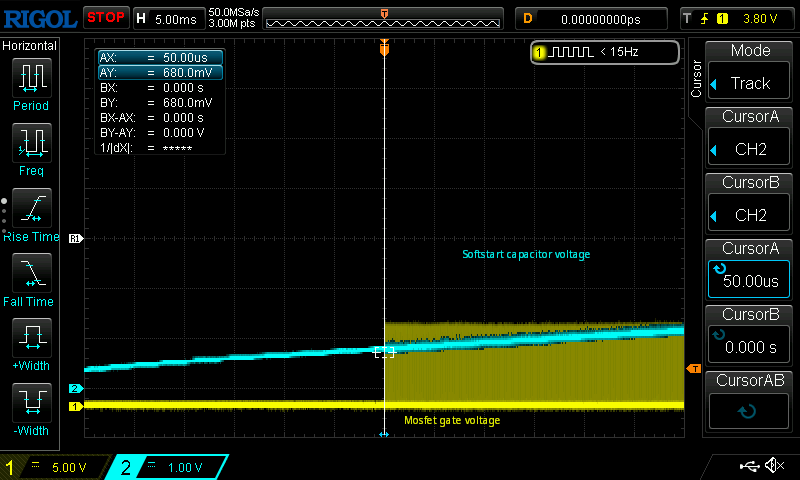 RIGOL STOP H 5.00ms 50.0MSa/s 3.00M pts D 0.00000000ps T 1 3.80 V
Horizontal
Period
Freq
Rise Time
Fall Time
+Width
-Width
AX: = 50.00us
AY: = 680.0mV
BX: = 0.000 s
BY: = 680.0mV
BX-AX: = 0.000 s
BY-AY: = 0.000 V
1/|dX|: = *****
1 < 15Hz
T
R1
Softstart capacitor voltage
2
1
T
Mosfet gate voltage
Cursor
Mode
Track
CursorA
CH2
CursorB
CH2
CursorA
50.00us
CursorB
0.000 s
CursorAB
1 = 5.00 V
2 = 1.00 V